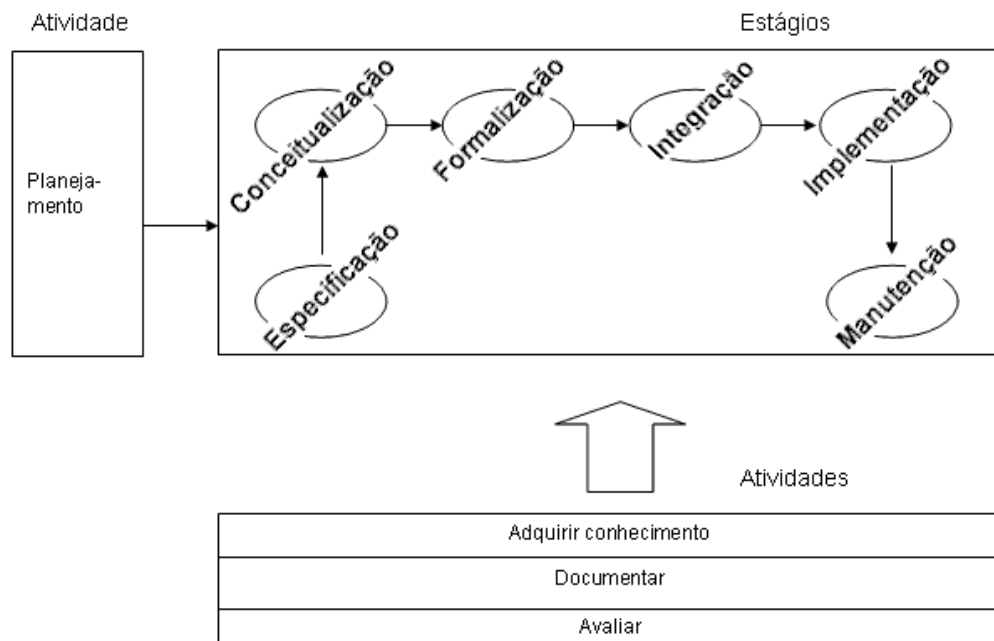 Atividade
Estágios
Planeja-
mento
Conceitualização
Formalização
Integração
Implementação
Especificação
Manutenção
Atividades
Adquirir conhecimento
Documentar
Avaliar